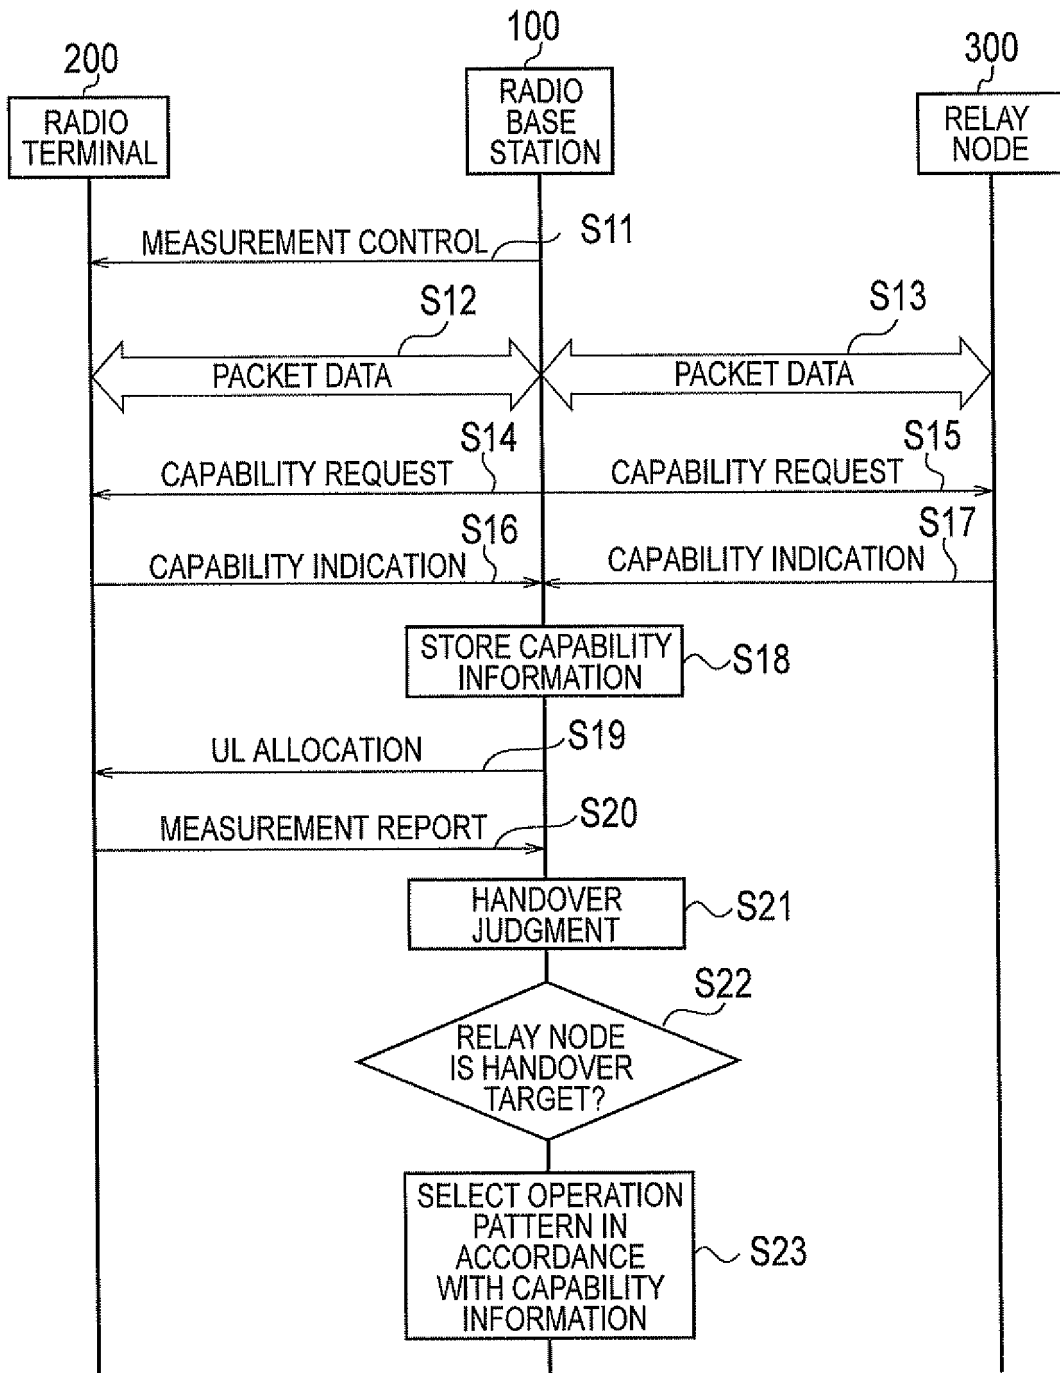 200
100
300
RADIO
TERMINAL
RADIO
BASE
STATION
RELAY
NODE
MEASUREMENT CONTROL
S11
S12
S13
PACKET DATA
PACKET DATA
S14
S15
CAPABILITY REQUEST
CAPABILITY REQUEST
S16
S17
CAPABILITY INDICATION
CAPABILITY INDICATION
STORE CAPABILITY
INFORMATION
S18
UL ALLOCATION
S19
MEASUREMENT REPORT
S20
HANDOVER
JUDGMENT
S21
S22
RELAY NODE
IS HANDOVER
TARGET?
SELECT OPERATION
PATTERN IN
ACCORDANCE
WITH CAPABILITY
INFORMATION
S23